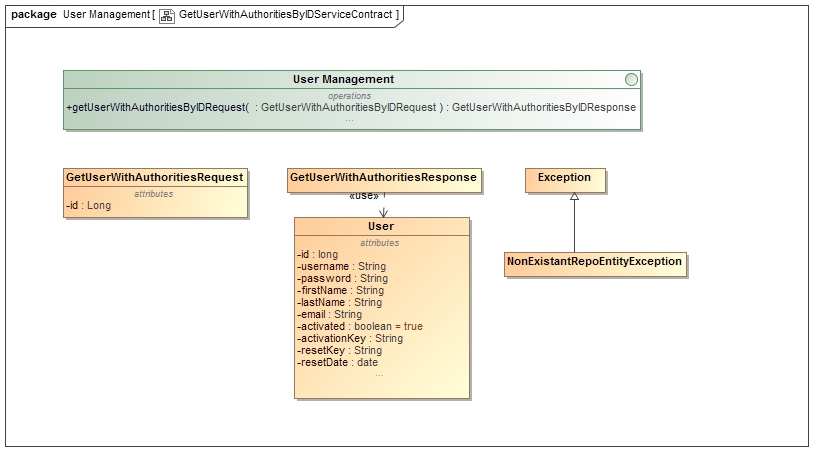 package User Management [ GetUserWithAuthoritiesByIDServiceContract ]
User Management
operations
+getUserWithAuthoritiesByIDRequest( : GetUserWithAuthoritiesByIDRequest ) : GetUserWithAuthoritiesByIDResponse
...
GetUserWithAuthoritiesRequest
attributes
-id : Long
GetUserWithAuthoritiesResponse
«use»
User
attributes
-id : long
-username : String
-password : String
-firstName : String
-lastName : String
-email : String
-activated : boolean = true
-activationKey : String
-resetKey : String
-resetDate : date
...
Exception
NonExistantRepoEntityException